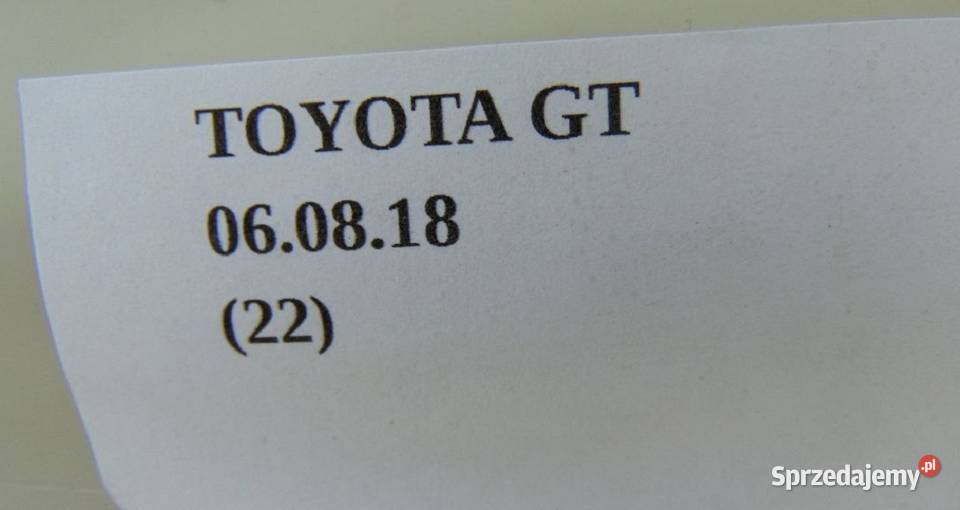 TOYOTA GT
06.08.18
(22)
Sprzedajemy.pl